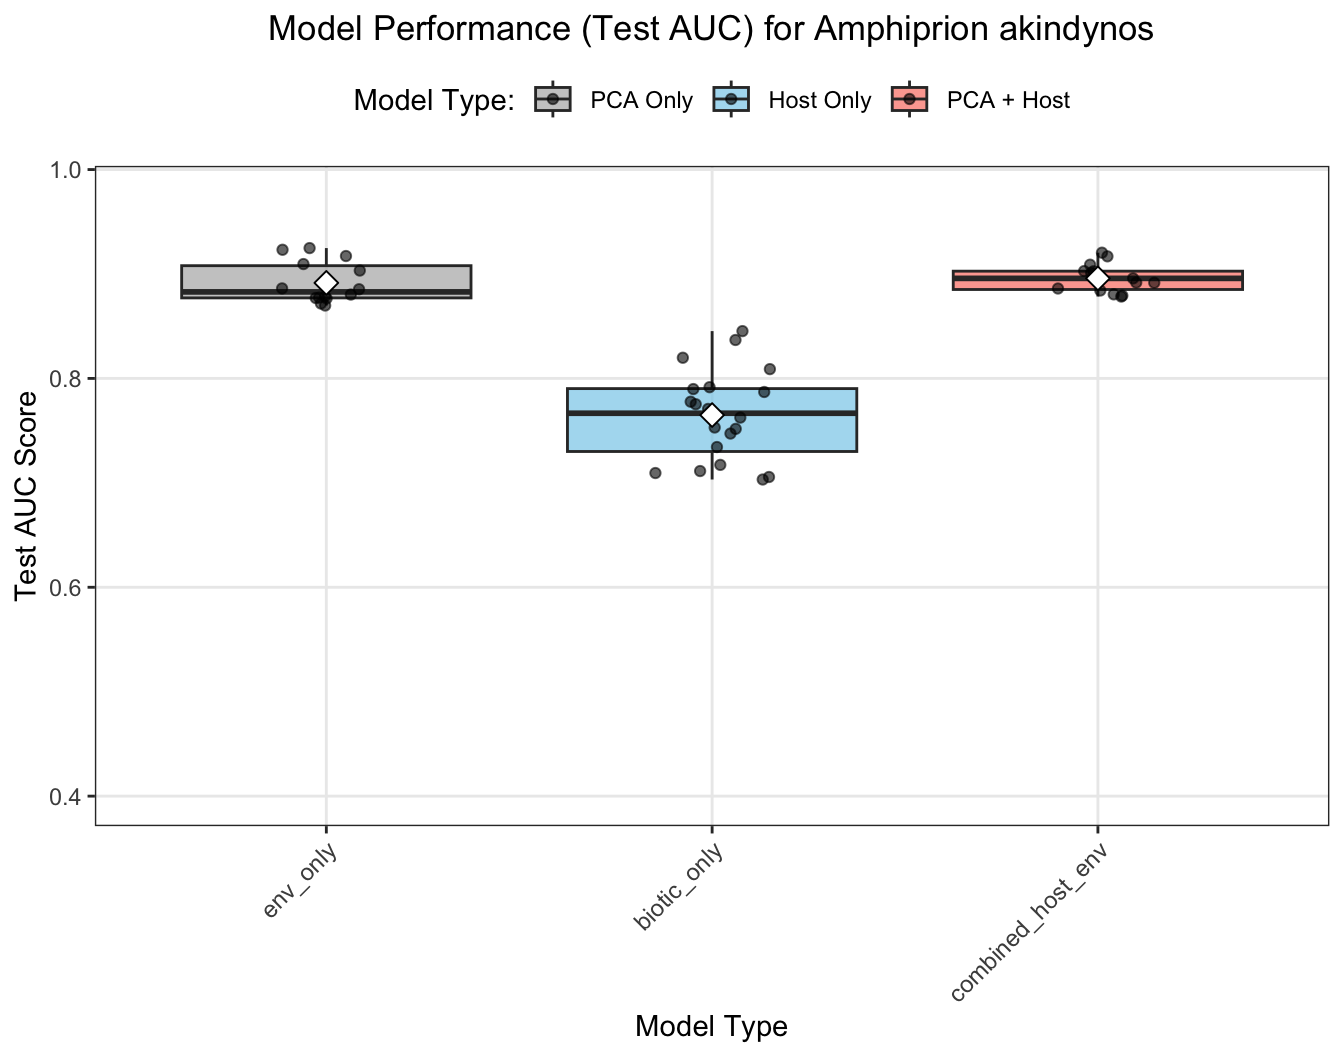 Model Performance (Test AUC) for Amphiprion akindynos
Model Type: PCA Only Host Only PCA + Host
1.0
0.8
0.6
0.4
Test AUC Score
env_only
biotic_only
combined_host_env
Model Type